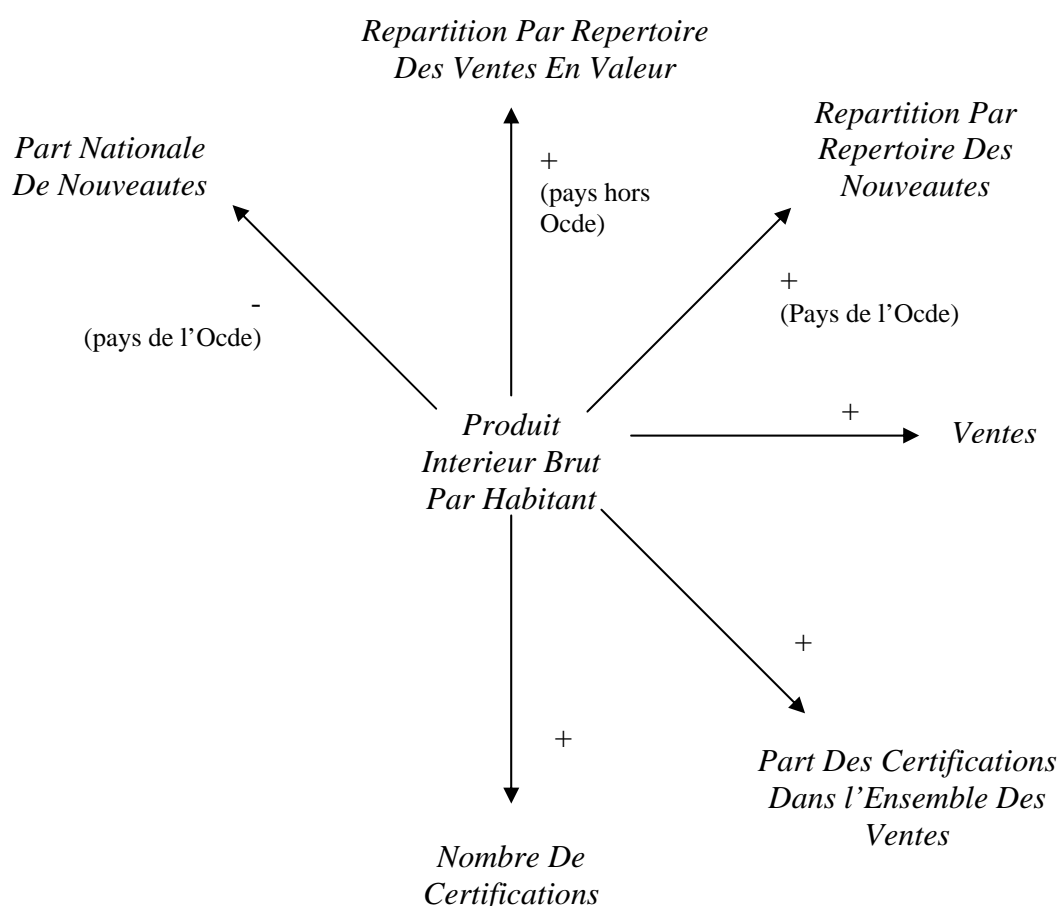 Repartition Par Repertoire
Des Ventes En Valeur
Part Nationale
De Nouveautes
Repartition Par
Repertoire Des
Nouveautes
+
(pays hors
Ocde)
-
(pays de l’Ocde)
+
(Pays de l’Ocde)
Produit
Interieur Brut
Par Habitant
+
Ventes
+
Part Des Certifications
Dans l’Ensemble Des
Ventes
+
Nombre De
Certifications